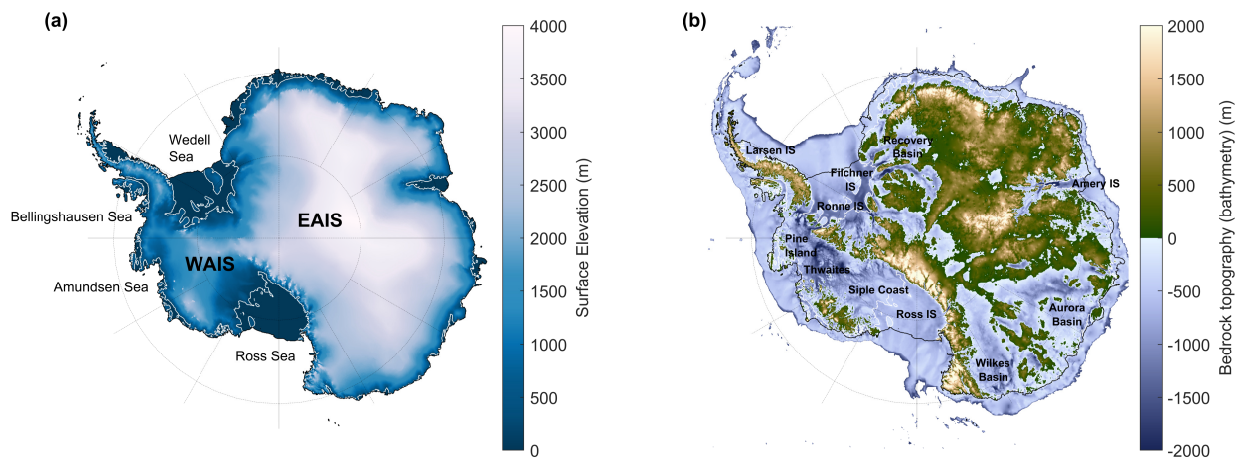 (a)
Wedell
Sea
Bellingshausen Sea
EAIS
WAIS
Amundsen Sea
Ross Sea
4000
3500
3000
2500
2000
1500
1000
500
0
Surface Elevation (m)
(b)
Larsen IS
Recovery
Basin
Filchner
IS
Amery IS
Ronne IS
Pine
Island
Thwaites
Siple Coast
Ross IS
Aurora
Basin
Wilkes
Basin
2000
1500
1000
500
0
-500
-1000
-1500
-2000
Bedrock topography (bathymetry) (m)